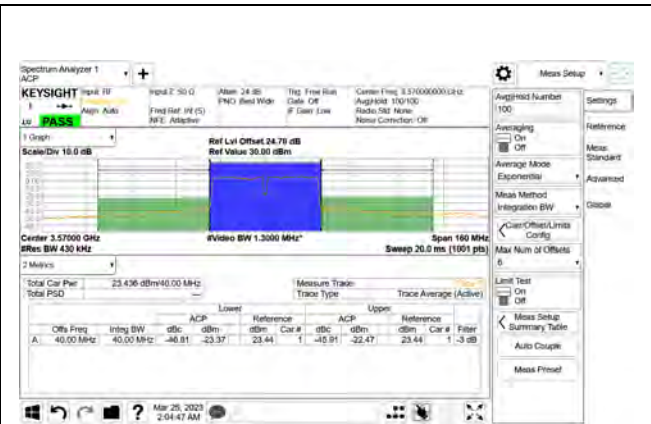 Spectrum Analyzer 1
ACP
+
Meas Setup
KEYSIGHT Input: RF
Align: Auto
LU PASS
Input Z: 50 Ω
Freq Ref: Int (S)
NFE: Adaptive
Atten: 24 dB
PNO: Best Wide
Trig: Free Run
Gate: Off
IF Gain: Low
Center Freq: 3.570000000 GHz
Avg|Hold: 100/100
Radio Std: None
Noise Correction: Off
1 Graph
Scale/Div 10.0 dB
Ref Lvl Offset 24.70 dB
Ref Value 30.00 dBm
Center 3.57000 GHz
#Res BW 430 kHz
#Video BW 1.3000 MHz*
Span 160 MHz
Sweep 20.0 ms (1001 pts)
2 Metrics
Total Car Pwr 23.436 dBm/40.00 MHz
Total PSD ---
Measure Trace
Trace Type Trace Average (Active)
Lower Upper
ACP Reference ACP Reference
Offs Freq Integ BW dBc dBm dBm Car # dBc dBm dBm Car # Filter
A 40.00 MHz 40.00 MHz -46.81 -23.37 23.44 1 -45.91 -22.47 23.44 1 -3 dB
Avg|Hold Number
100
Averaging
On
Off
Average Mode
Exponential
Meas Method
Integration BW
Carr/Offset/Limits
Config
Max Num of Offsets
6
Limit Test
On
Off
Meas Setup
Summary Table
Auto Couple
Meas Preset
Settings
Reference
Meas
Standard
Advanced
Global
?
Mar 25, 2023
2:04:47 AM